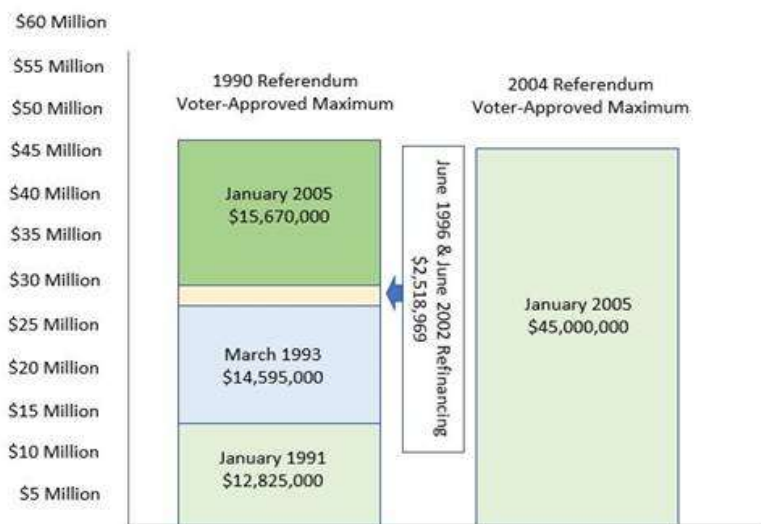 $60 Million
$55 Million
$50 Million
$45 Million
$40 Million
$35 Million
$30 Million
$25 Million
$20 Million
$15 Million
$10 Million
$5 Million
1990 Referendum
Voter-Approved Maximum
January 2005
$15,670,000
March 1993
$14,595,000
January 1991
$12,825,000
June 1996 & June 2002 Refinancing
$2,518,969
2004 Referendum
Voter-Approved Maximum
January 2005
$45,000,000